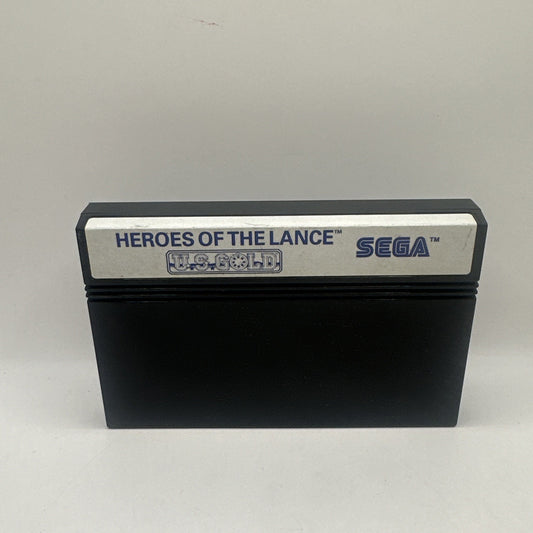 HEROES OF THE LANCE™
U.S. GOLD
SEGA™